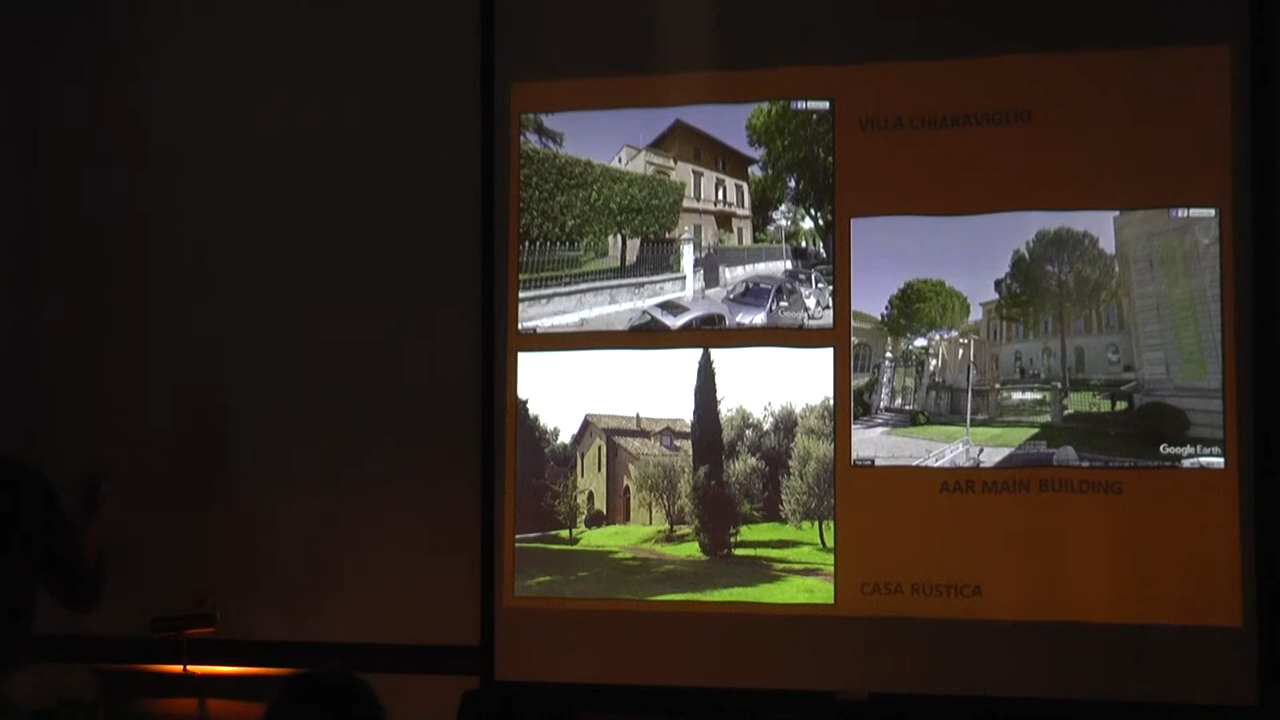 VILLA CHIARAVIGLIO
Google
Google Earth
AAR MAIN BUILDING
CASA RUSTICA